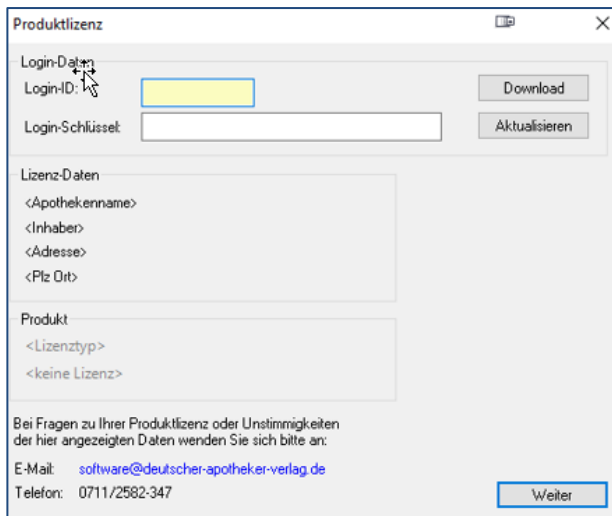 Produktlizenz
Login-Daten
Login-ID:
Download
Login-Schlüssel:
Aktualisieren
Lizenz-Daten
<Apothekenname>
<Inhaber>
<Adresse>
<Plz Ort>
Produkt
<Lizenztyp>
<keine Lizenz>
Bei Fragen zu Ihrer Produktlizenz oder Unstimmigkeiten
der hier angezeigten Daten wenden Sie sich bitte an:
E-Mail: software@deutscher-apotheker-verlag.de
Telefon: 0711/2582-347
Weiter